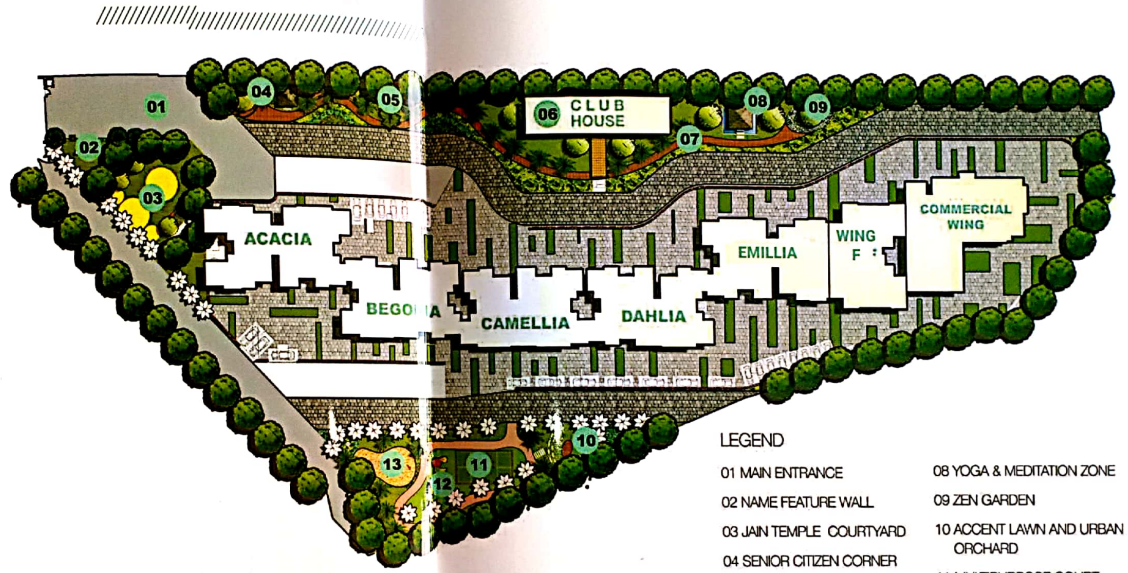 04
05
08
09
01
06
CLUB
HOUSE
02
07
03
COMMERCIAL
WING
ACACIA
WING
F
EMILLIA
BEGONIA
CAMELLIA
DAHLIA
10
13
11
12
LEGEND
01 MAIN ENTRANCE
02 NAME FEATURE WALL
03 JAIN TEMPLE COURTYARD
04 SENIOR CITIZEN CORNER
08 YOGA & MEDITATION ZONE
09 ZEN GARDEN
10 ACCENT LAWN AND URBAN
ORCHARD